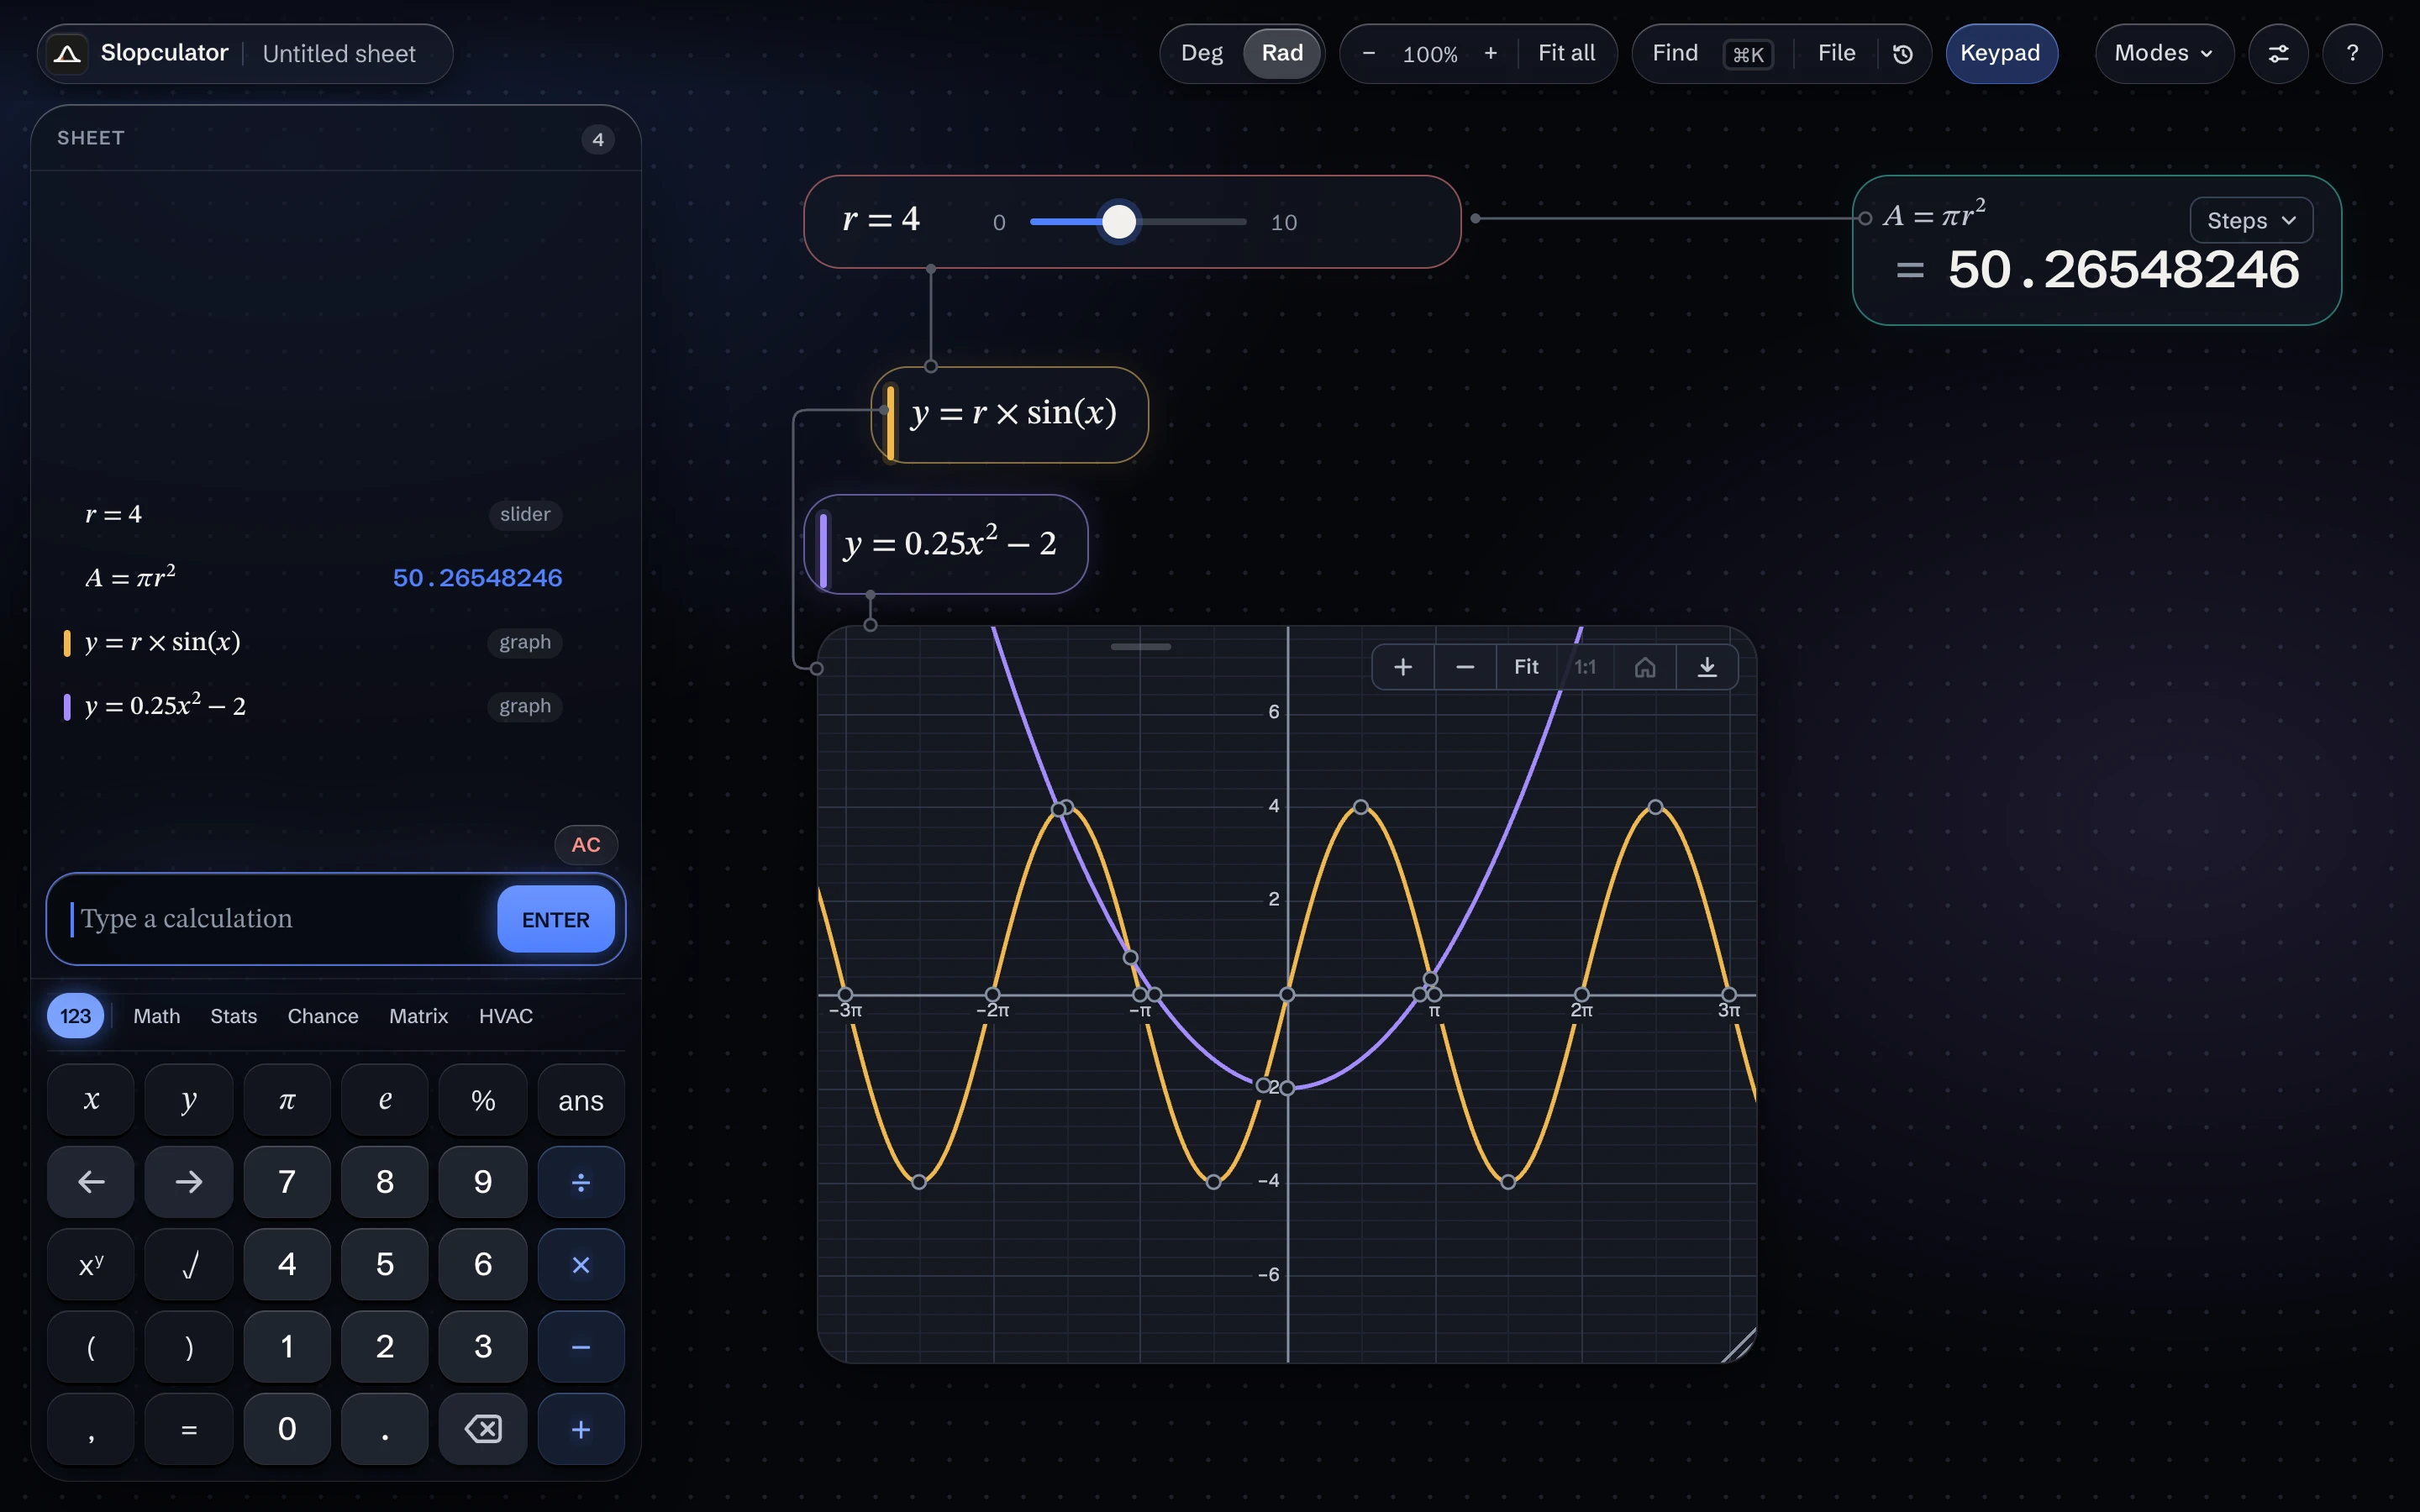 Slopculator | Untitled sheet
Deg Rad
− 100% + Fit all
Find ⌘K File
Keypad
Modes
?
SHEET 4
r = 4 slider
A = πr² 50.26548246
y = r × sin(x) graph
y = 0.25x² − 2 graph
AC
Type a calculation ENTER
123 Math Stats Chance Matrix HVAC
x y π e % ans
← → 7 8 9 ÷
xʸ √ 4 5 6 ×
( ) 1 2 3 −
, = 0 . +
r = 4 0 10
A = πr² Steps
= 50.26548246
y = r × sin(x)
y = 0.25x² − 2
+ − Fit 1:1
6
4
2
−3π −2π −π π 2π 3π
2
−4
−6